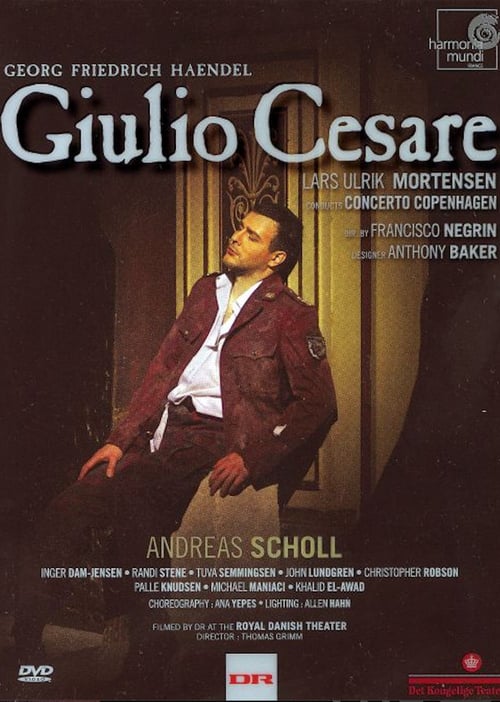 harmonia
mundi
FRANCE
GEORG FRIEDRICH HAENDEL
Giulio Cesare
LARS ULRIK MORTENSEN
CONDUCTS CONCERTO COPENHAGEN
DIR. BY FRANCISCO NEGRIN
DESIGNER ANTHONY BAKER
ANDREAS SCHOLL
INGER DAM-JENSEN • RANDI STENE • TUVA SEMMINGSEN • JOHN LUNDGREN • CHRISTOPHER ROBSON
PALLE KNUDSEN • MICHAEL MANIACI • KHALID EL-AWAD
CHOREOGRAPHY : ANA YEPES • LIGHTING : ALLEN HAHN
FILMED BY DR AT THE ROYAL DANISH THEATER
DIRECTOR : THOMAS GRIMM
DVD
VIDEO
DR
Det Kongelige Teater